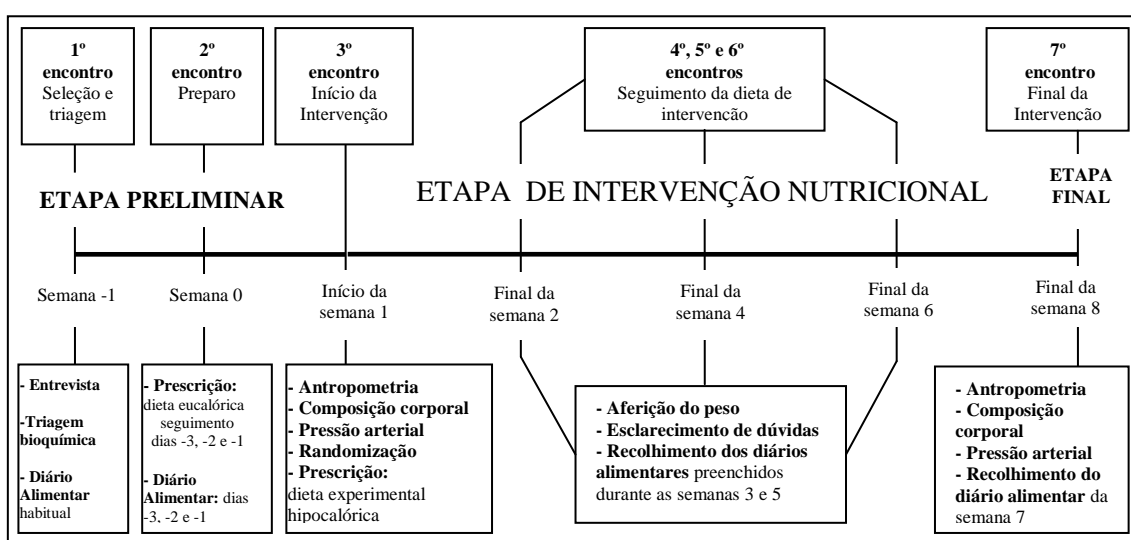 1º
encontro
Seleção e
triagem
2º
encontro
Preparo
3º
encontro
Início da
Intervenção
4º, 5º e 6º
encontros
Seguimento da dieta de
intervenção
7º
encontro
Final da
Intervenção
ETAPA PRELIMINAR
ETAPA DE INTERVENÇÃO NUTRICIONAL
ETAPA
FINAL
Semana -1
Semana 0
Início da
semana 1
Final da
semana 2
Final da
semana 4
Final da
semana 6
Final da
semana 8
- Entrevista
-Triagem
bioquímica
- Diário
Alimentar
habitual
- Prescrição:
dieta eucalórica
seguimento
dias -3, -2 e -1
- Diário
Alimentar: dias
-3, -2 e -1
- Antropometria
- Composição corporal
- Pressão arterial
- Randomização
- Prescrição:
dieta experimental
hipocalórica
- Aferição do peso
- Esclarecimento de dúvidas
- Recolhimento dos diários
alimentares preenchidos
durante as semanas 3 e 5
- Antropometria
- Composição
corporal
- Pressão arterial
- Recolhimento do
diário alimentar da
semana 7